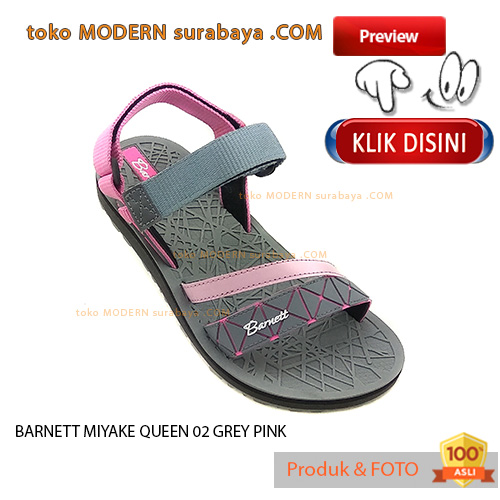 toko MODERN surabaya .COM
Preview
KLIK DISINI
Barnett
toko MODERN surabaya .COM
toko MODERN surabaya .COM
Barnett
BARNETT MIYAKE QUEEN 02 GREY PINK
Produk & FOTO
100%
ASLI